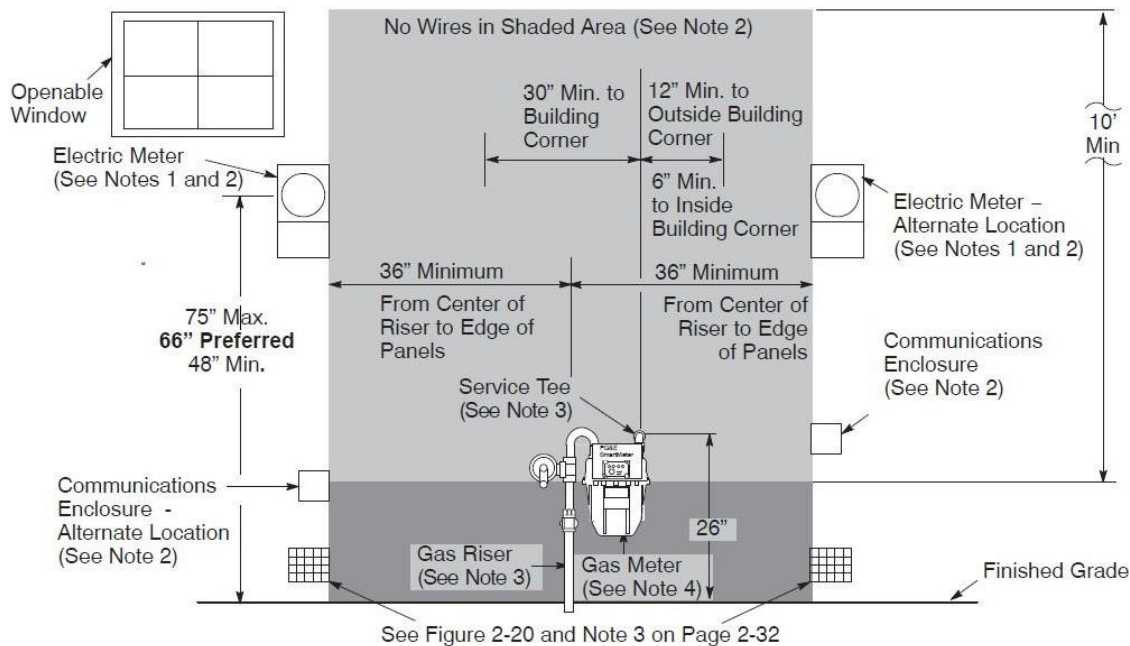 No Wires in Shaded Area (See Note 2)
Openable
Window
30” Min. to
Building
Corner
12” Min. to
Outside Building
Corner
10’
Min
Electric Meter
(See Notes 1 and 2)
6” Min.
to Inside
Building Corner
Electric Meter –
Alternate Location
(See Notes 1 and 2)
36” Minimum
From Center of
Riser to Edge of
Panels
36” Minimum
From Center of
Riser to Edge
of Panels
75” Max.
66” Preferred
48” Min.
Communications
Enclosure
(See Note 2)
Service Tee
(See Note 3)
PG&E
SmartMeter
Communications
Enclosure -
Alternate Location
(See Note 2)
26”
Gas Riser
(See Note 3)
Gas Meter
(See Note 4)
Finished Grade
See Figure 2-20 and Note 3 on Page 2-32